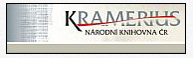 KRAMERIUS
NÁRODNÍ KNIHOVNA ČR